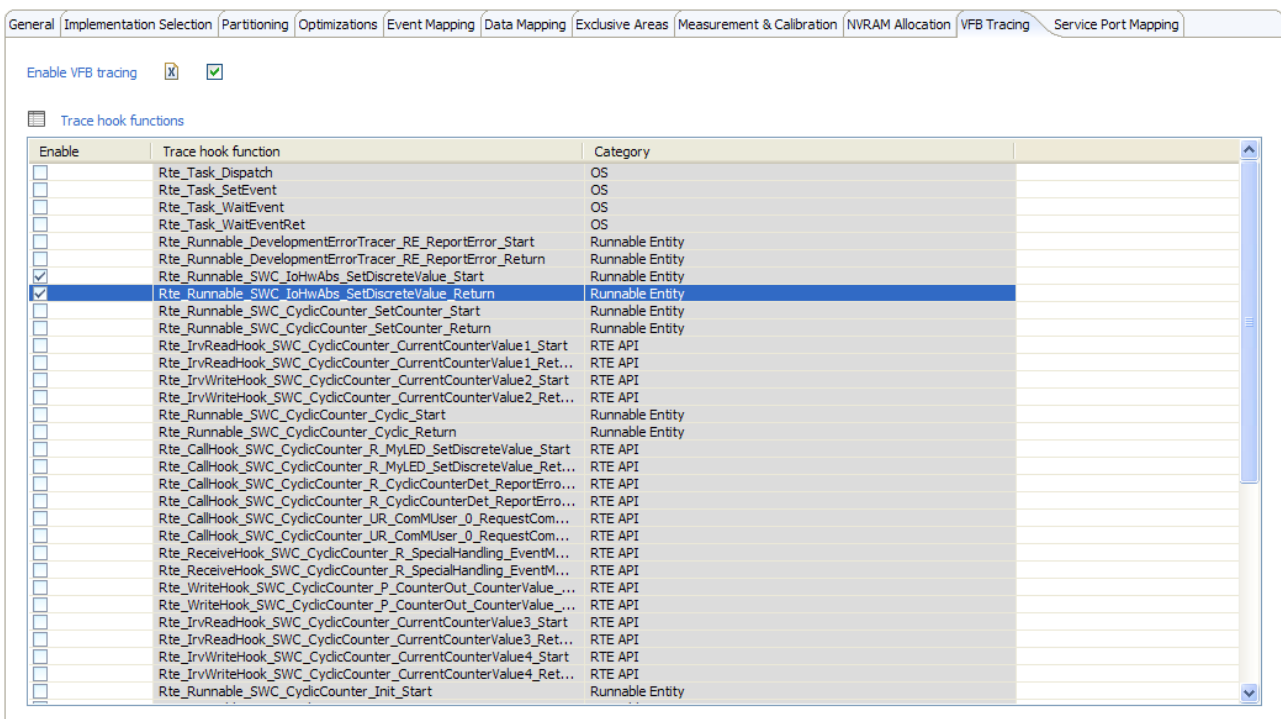 General Implementation Selection Partitioning Optimizations Event Mapping Data Mapping Exclusive Areas Measurement & Calibration NVRAM Allocation VFB Tracing Service Port Mapping
Enable VFB tracing
Trace hook functions
Enable Trace hook function Category
Rte_Task_Dispatch OS
Rte_Task_SetEvent OS
Rte_Task_WaitEvent OS
Rte_Task_WaitEventRet OS
Rte_Runnable_DevelopmentErrorTracer_RE_ReportError_Start Runnable Entity
Rte_Runnable_DevelopmentErrorTracer_RE_ReportError_Return Runnable Entity
Rte_Runnable_SWC_IoHwAbs_SetDiscreteValue_Start Runnable Entity
Rte_Runnable_SWC_IoHwAbs_SetDiscreteValue_Return Runnable Entity
Rte_Runnable_SWC_CyclicCounter_SetCounter_Start Runnable Entity
Rte_Runnable_SWC_CyclicCounter_SetCounter_Return Runnable Entity
Rte_IrvReadHook_SWC_CyclicCounter_CurrentCounterValue1_Start RTE API
Rte_IrvReadHook_SWC_CyclicCounter_CurrentCounterValue1_Ret... RTE API
Rte_IrvWriteHook_SWC_CyclicCounter_CurrentCounterValue2_Start RTE API
Rte_IrvWriteHook_SWC_CyclicCounter_CurrentCounterValue2_Ret... RTE API
Rte_Runnable_SWC_CyclicCounter_Cyclic_Start Runnable Entity
Rte_Runnable_SWC_CyclicCounter_Cyclic_Return Runnable Entity
Rte_CallHook_SWC_CyclicCounter_R_MyLED_SetDiscreteValue_Start RTE API
Rte_CallHook_SWC_CyclicCounter_R_MyLED_SetDiscreteValue_Ret... RTE API
Rte_CallHook_SWC_CyclicCounter_R_CyclicCounterDet_ReportErro... RTE API
Rte_CallHook_SWC_CyclicCounter_R_CyclicCounterDet_ReportErro... RTE API
Rte_CallHook_SWC_CyclicCounter_UR_ComMUser_0_RequestCom... RTE API
Rte_CallHook_SWC_CyclicCounter_UR_ComMUser_0_RequestCom... RTE API
Rte_ReceiveHook_SWC_CyclicCounter_R_SpecialHandling_EventM... RTE API
Rte_ReceiveHook_SWC_CyclicCounter_R_SpecialHandling_EventM... RTE API
Rte_WriteHook_SWC_CyclicCounter_P_CounterOut_CounterValue_... RTE API
Rte_WriteHook_SWC_CyclicCounter_P_CounterOut_CounterValue_... RTE API
Rte_IrvReadHook_SWC_CyclicCounter_CurrentCounterValue3_Start RTE API
Rte_IrvReadHook_SWC_CyclicCounter_CurrentCounterValue3_Ret... RTE API
Rte_IrvWriteHook_SWC_CyclicCounter_CurrentCounterValue4_Start RTE API
Rte_IrvWriteHook_SWC_CyclicCounter_CurrentCounterValue4_Ret... RTE API
Rte_Runnable_SWC_CyclicCounter_Init_Start Runnable Entity